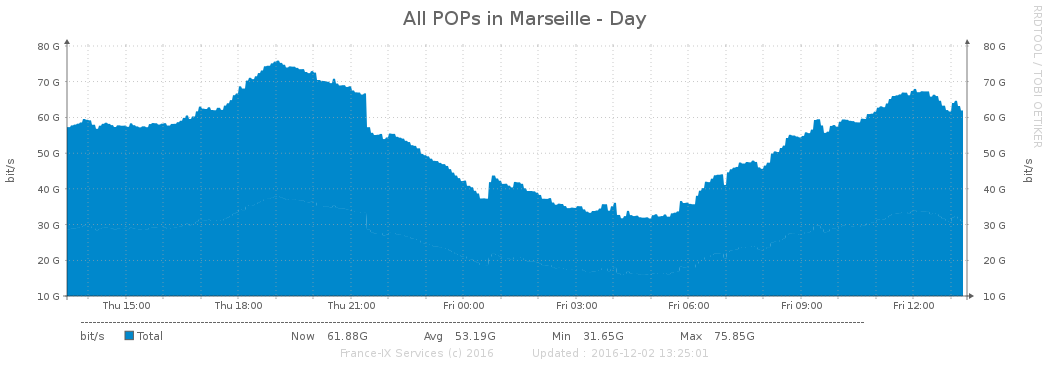 All POPs in Marseille - Day
RRDTOOL / TOBI OETIKER
bit/s
80 G
70 G
60 G
50 G
40 G
30 G
20 G
10 G
80 G
70 G
60 G
50 G
40 G
30 G
20 G
10 G
bit/s
Thu 15:00 Thu 18:00 Thu 21:00 Fri 00:00 Fri 03:00 Fri 06:00 Fri 09:00 Fri 12:00
bit/s Total Now 61.88G Avg 53.19G Min 31.65G Max 75.85G
France-IX Services (c) 2016 Updated : 2016-12-02 13:25:01